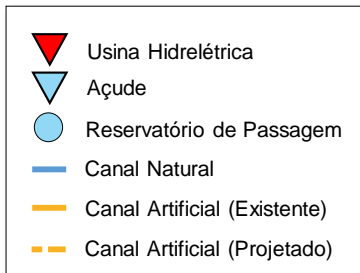 Usina Hidrelétrica
Açude
Reservatório de Passagem
Canal Natural
Canal Artificial (Existente)
Canal Artificial (Projetado)